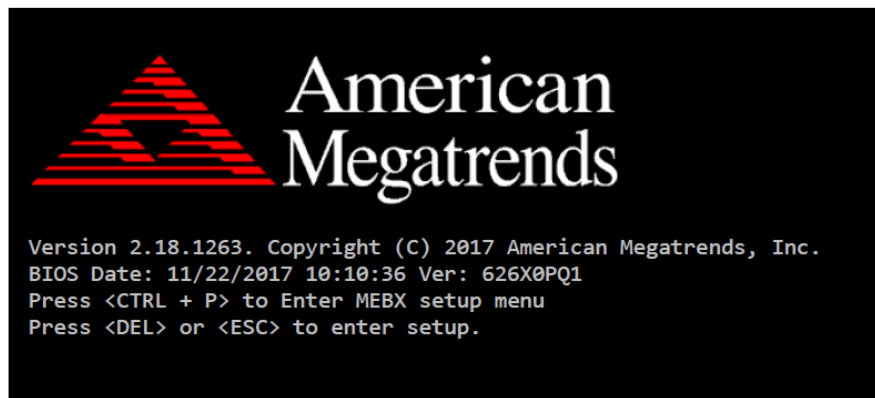 American
Megatrends
Version 2.18.1263. Copyright (C) 2017 American Megatrends, Inc.
BIOS Date: 11/22/2017 10:10:36 Ver: 626X0PQ1
Press <CTRL + P> to Enter MEBX setup menu
Press <DEL> or <ESC> to enter setup.